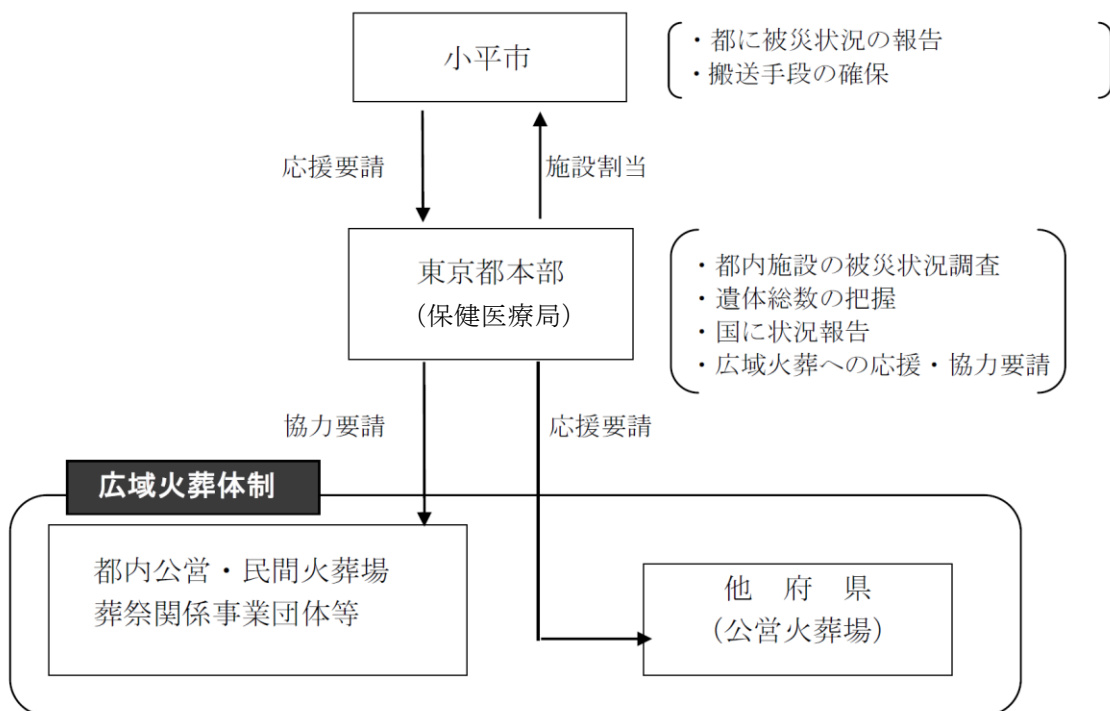 小平市
・都に被災状況の報告
・搬送手段の確保
応援要請
施設割当
東京都本部
（保健医療局）
・都内施設の被災状況調査
・遺体総数の把握
・国に状況報告
・広域火葬への応援・協力要請
協力要請
応援要請
広域火葬体制
都内公営・民間火葬場
葬祭関係事業団体等
他　府　県
（公営火葬場）